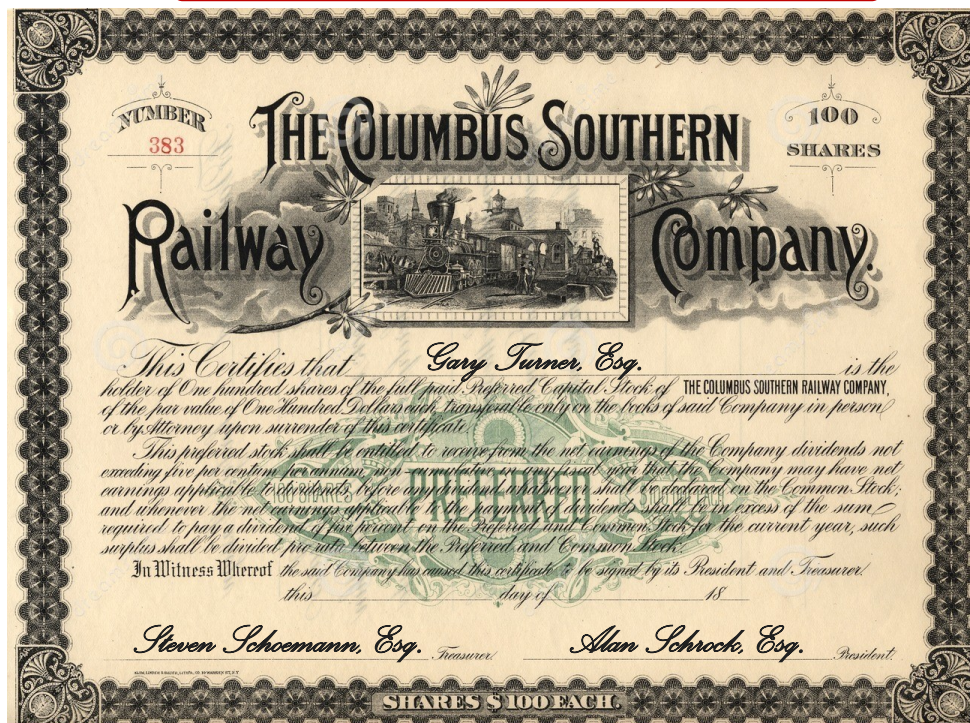 NUMBER
383
100
SHARES
THE COLUMBUS SOUTHERN
Railway Company.
This Certifies that Gary Turner, Esq. is the
holder of One hundred shares of the full paid Preferred Capital Stock of THE COLUMBUS SOUTHERN RAILWAY COMPANY,
of the par value of One Hundred Dollars each, transferable only on the books of said Company in person
or by Attorney upon surrender of this certificate.
This preferred stock shall be entitled to receive from the net earnings of the Company dividends not
exceeding five per centum per annum, non-cumulative in any fiscal year that the Company may have net
earnings applicable to before any dividend whatsoever shall be declared on the Common Stock;
and whenever the net earnings applicable to the payment of dividends shall be in excess of the sum
required to pay a dividend of five percent on the Preferred and Common Stock for the current year, such
surplus shall be divided pro rata between the Preferred and Common Stock.
100 SHARES PREFERRED
In Witness Whereof the said Company has caused this certificate to be signed by its President and Treasurer
this day of 18
Steven Schoemann, Esq. Treasurer Alan Schrock, Esq. President
SHARES $100 EACH.